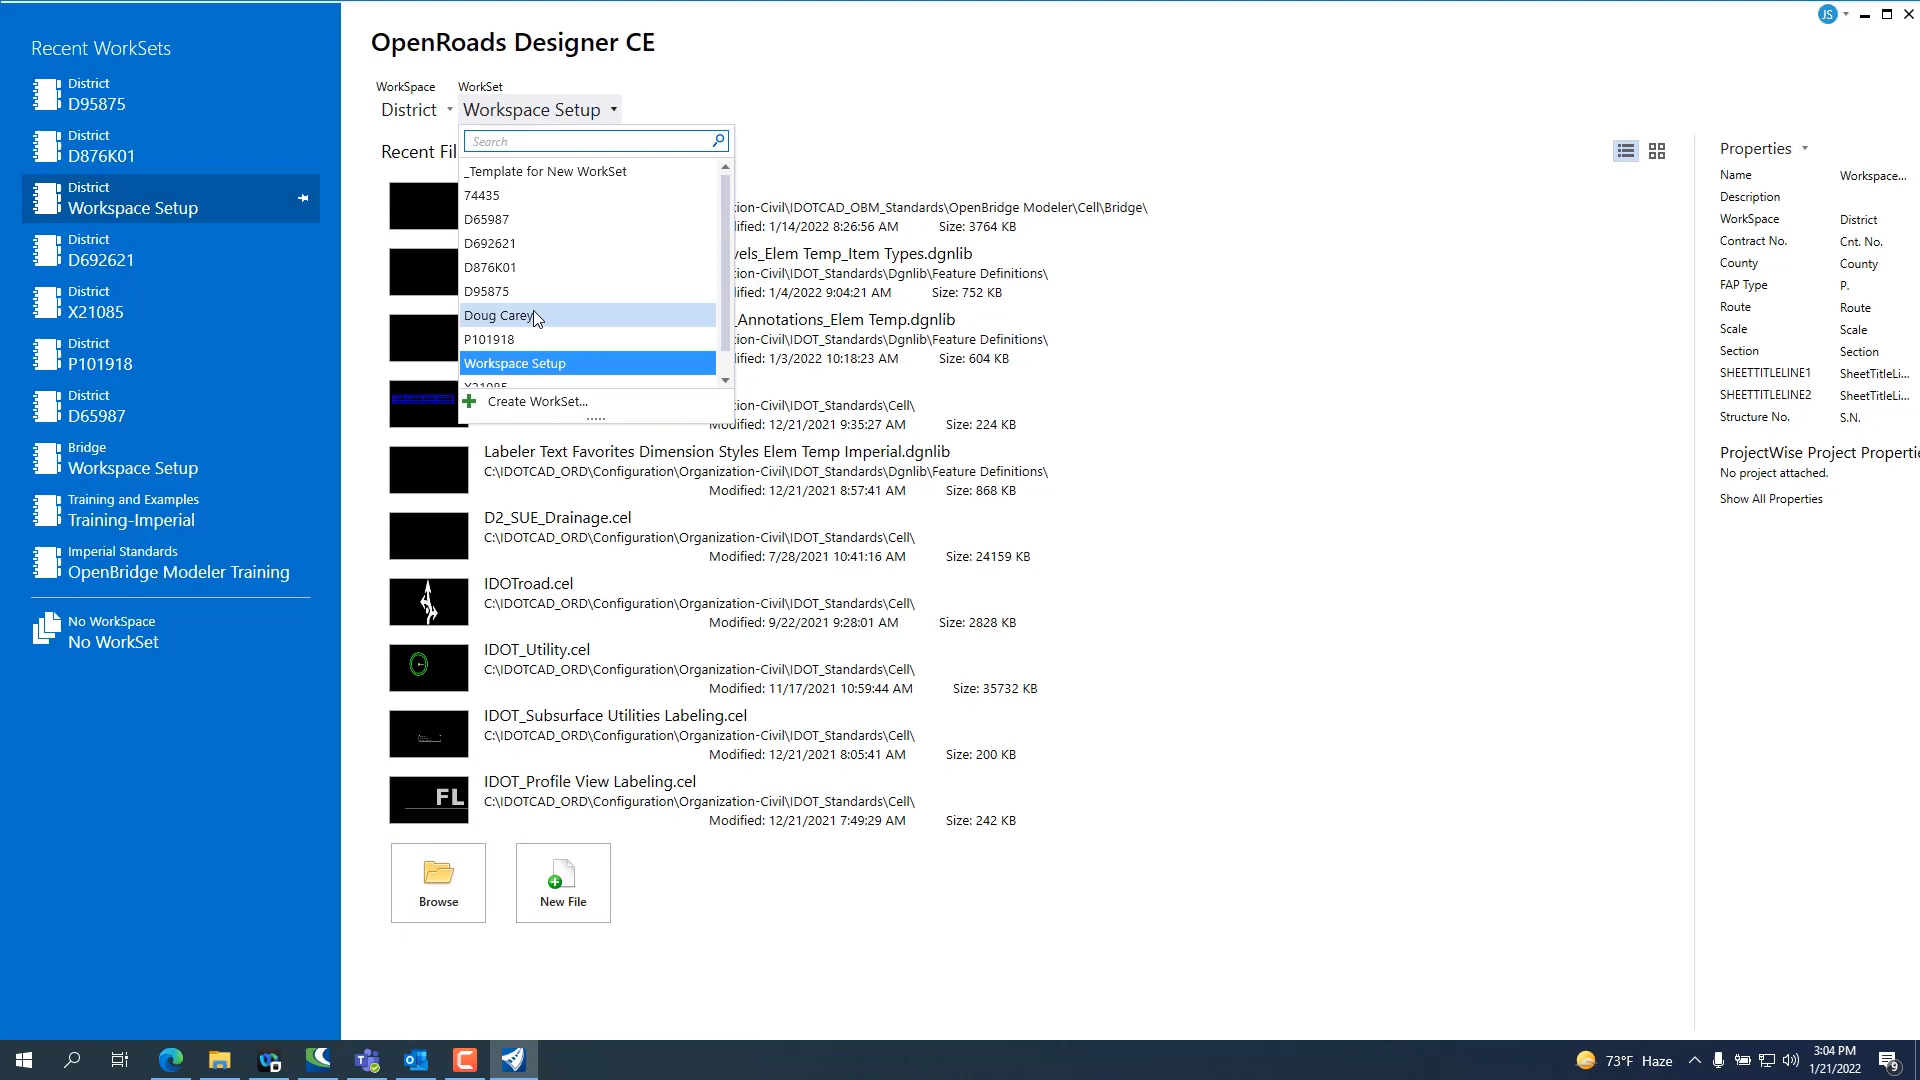 Recent WorkSets
District
D95875
District
D876K01
District
Workspace Setup
District
D692621
District
X21085
District
P101918
District
D65987
Bridge
Workspace Setup
Training and Examples
Training-Imperial
Imperial Standards
OpenBridge Modeler Training
No WorkSpace
No WorkSet
OpenRoads Designer CE
JS
WorkSpace WorkSet
District Workspace Setup
Recent Fil
Search
_Template for New WorkSet
74435
D65987
D692621
D876K01
D95875
Doug Carey
P101918
Workspace Setup
X21085
Create WorkSet...
tion-Civil\IDOTCAD_OBM_Standards\OpenBridge Modeler\Cell\Bridge\
lified: 1/14/2022 8:26:56 AM Size: 3764 KB
vels_Elem Temp_Item Types.dgnlib
tion-Civil\IDOT_Standards\Dgnlib\Feature Definitions\
lified: 1/4/2022 9:04:21 AM Size: 752 KB
_Annotations_Elem Temp.dgnlib
tion-Civil\IDOT_Standards\Dgnlib\Feature Definitions\
lified: 1/3/2022 10:18:23 AM Size: 604 KB
tion-Civil\IDOT_Standards\Cell\
Modified: 12/21/2021 9:35:27 AM Size: 224 KB
Labeler Text Favorites Dimension Styles Elem Temp Imperial.dgnlib
C:\IDOTCAD_ORD\Configuration\Organization-Civil\IDOT_Standards\Dgnlib\Feature Definitions\
Modified: 12/21/2021 8:57:41 AM Size: 868 KB
D2_SUE_Drainage.cel
C:\IDOTCAD_ORD\Configuration\Organization-Civil\IDOT_Standards\Cell\
Modified: 7/28/2021 10:41:16 AM Size: 24159 KB
IDOTroad.cel
C:\IDOTCAD_ORD\Configuration\Organization-Civil\IDOT_Standards\Cell\
Modified: 9/22/2021 9:28:01 AM Size: 2828 KB
IDOT_Utility.cel
C:\IDOTCAD_ORD\Configuration\Organization-Civil\IDOT_Standards\Cell\
Modified: 11/17/2021 10:59:44 AM Size: 35732 KB
IDOT_Subsurface Utilities Labeling.cel
C:\IDOTCAD_ORD\Configuration\Organization-Civil\IDOT_Standards\Cell\
Modified: 12/21/2021 8:05:41 AM Size: 200 KB
FL
IDOT_Profile View Labeling.cel
C:\IDOTCAD_ORD\Configuration\Organization-Civil\IDOT_Standards\Cell\
Modified: 12/21/2021 7:49:29 AM Size: 242 KB
Browse
New File
Properties
Name Workspace...
Description
WorkSpace District
Contract No. Cnt. No.
County County
FAP Type P.
Route Route
Scale Scale
Section Section
SHEETTITLELINE1 SheetTitleLi...
SHEETTITLELINE2 SheetTitleLi...
Structure No. S.N.
ProjectWise Project Propertie
No project attached.
Show All Properties
73°F Haze
3:04 PM
1/21/2022
9